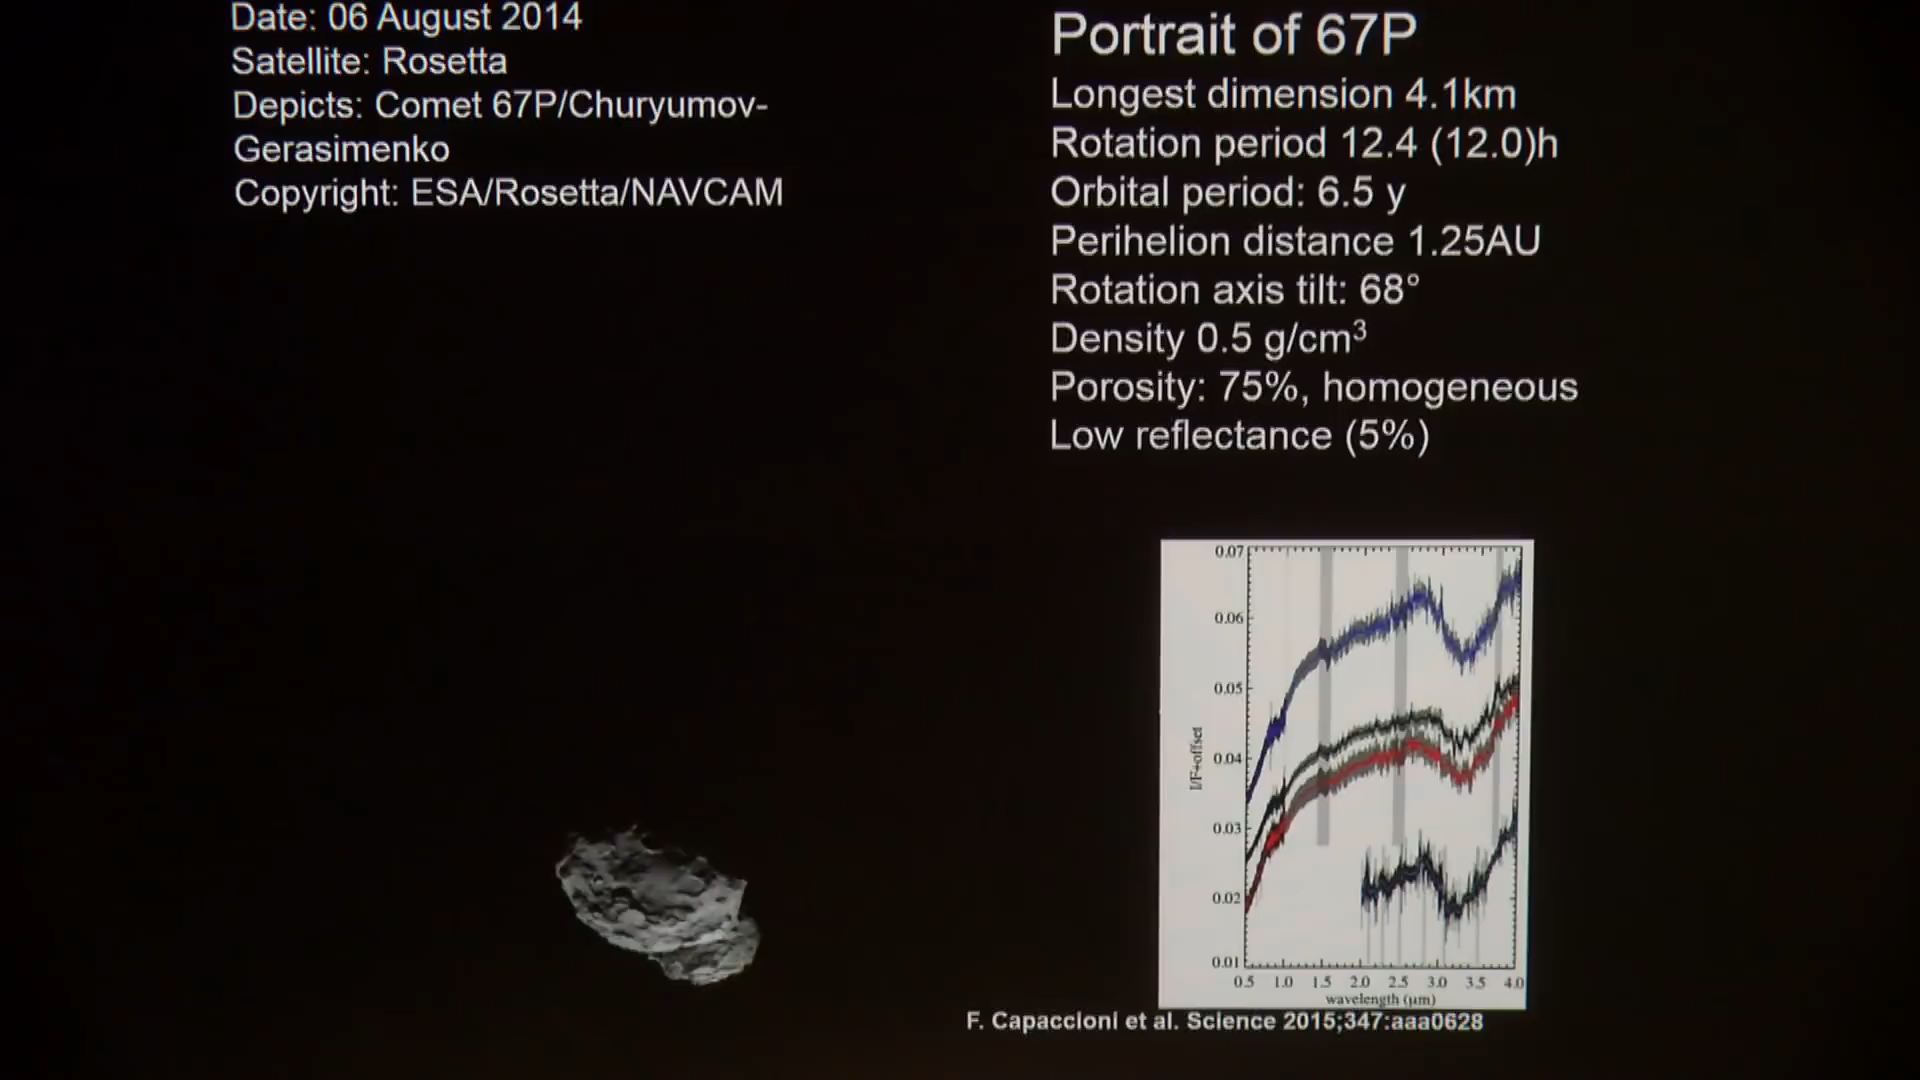 Date: 06 August 2014
Satellite: Rosetta
Depicts: Comet 67P/Churyumov-
Gerasimenko
Copyright: ESA/Rosetta/NAVCAM
Portrait of 67P
Longest dimension 4.1km
Rotation period 12.4 (12.0)h
Orbital period: 6.5 y
Perihelion distance 1.25AU
Rotation axis tilt: 68°
Density 0.5 g/cm³
Porosity: 75%, homogeneous
Low reflectance (5%)
0.07
0.06
0.05
0.04
0.03
0.02
0.01
I/F+offset
0.5 1.0 1.5 2.0 2.5 3.0 3.5 4.0
wavelength (μm)
F. Capaccioni et al. Science 2015;347:aaa0628